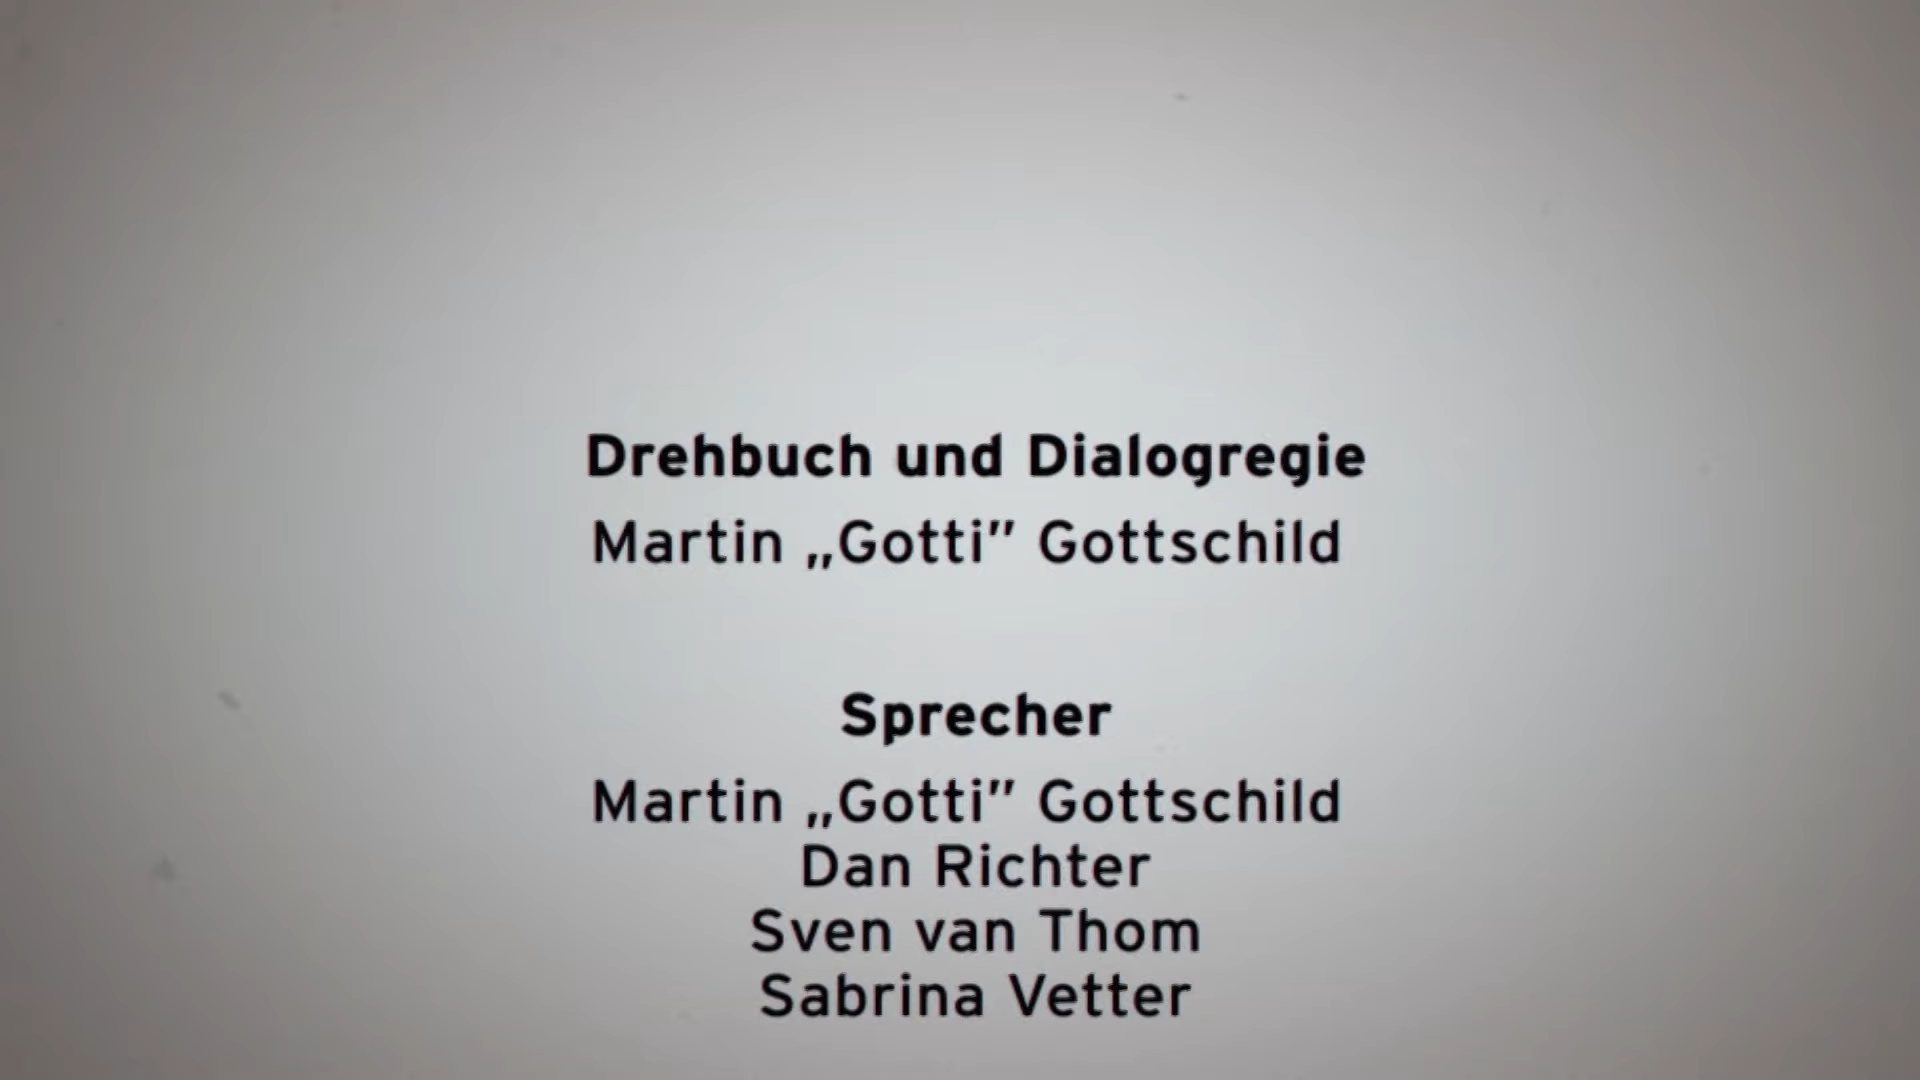 Drehbuch und Dialogregie
Martin „Gotti” Gottschild
Sprecher
Martin „Gotti” Gottschild
Dan Richter
Sven van Thom
Sabrina Vetter